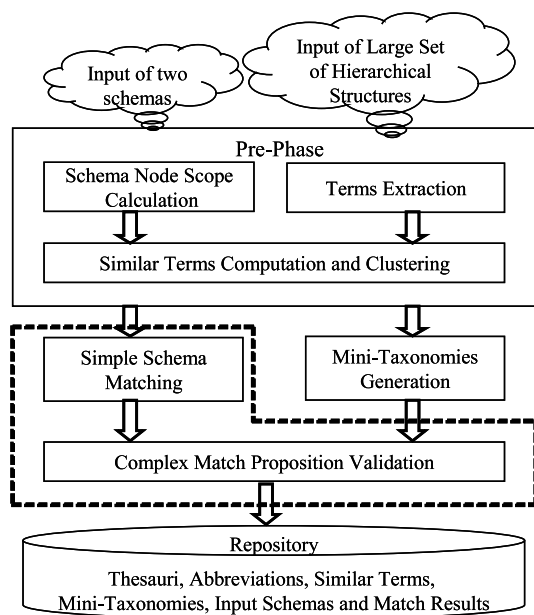 Input of two
schemas
Input of Large Set
of Hierarchical
Structures
Pre-Phase
Schema Node Scope
Calculation
Terms Extraction
Similar Terms Computation and Clustering
Simple Schema
Matching
Mini-Taxonomies
Generation
Complex Match Proposition Validation
Repository
Thesauri, Abbreviations, Similar Terms,
Mini-Taxonomies, Input Schemas and Match Results